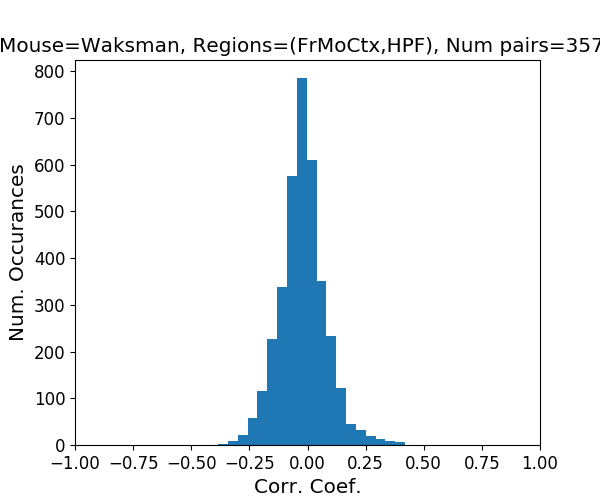 Mouse=Waksman, Regions=(FrMoCtx,HPF), Num pairs=357
800
700
600
500
400
300
200
100
0
Num. Occurances
−1.00 −0.75 −0.50 −0.25 0.00 0.25 0.50 0.75 1.00
Corr. Coef.